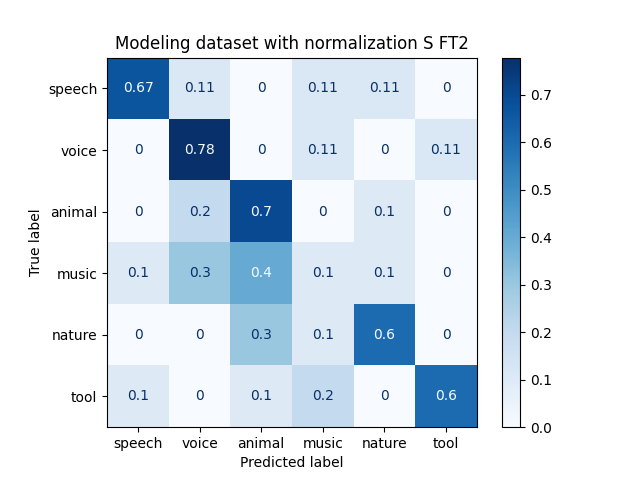 Modeling dataset with normalization S FT2
speech 0.67 0.11 0 0.11 0.11 0
voice 0 0.78 0 0.11 0 0.11
animal 0 0.2 0.7 0 0.1 0
music 0.1 0.3 0.4 0.1 0.1 0
nature 0 0 0.3 0.1 0.6 0
tool 0.1 0 0.1 0.2 0 0.6
speech voice animal music nature tool
Predicted label
True label
0.7
0.6
0.5
0.4
0.3
0.2
0.1
0.0